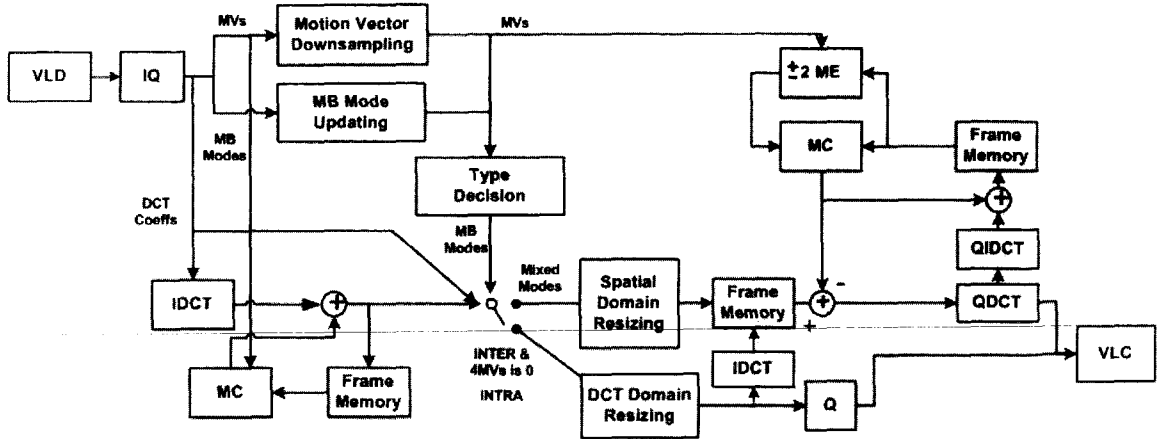 MVs
Motion Vector
Downsampling
MVs
VLD
IQ
± 2 ME
MB Mode
Updating
MB
Modes
MC
Frame
Memory
Type
Decision
DCT
Coeffs
+
MB
Modes
QIDCT
Mixed
Modes
Spatial
Domain
Resizing
Frame
Memory
-
IDCT
+
+
QDCT
+
INTER &
4MVs is 0
INTRA
IDCT
VLC
MC
Frame
Memory
DCT Domain
Resizing
Q